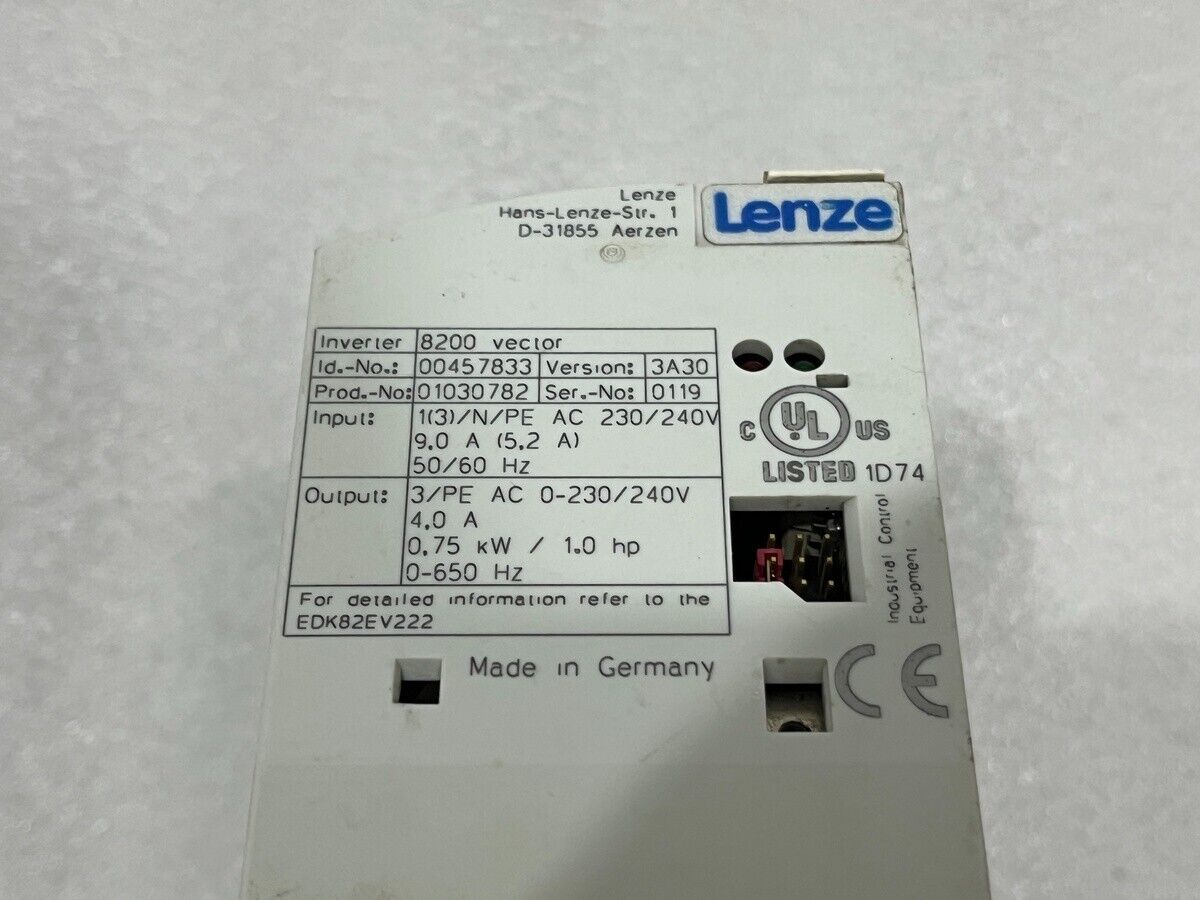 Lenze
Hans-Lenze-Str. 1
D-31855 Aerzen
Lenze
Inverter 8200 vector
Id.-No.: 00457833 Version: 3A30
Prod.-No: 01030782 Ser.-No: 0119
Input: 1(3)/N/PE AC 230/240V
9.0 A (5.2 A)
50/60 Hz
Output: 3/PE AC 0-230/240V
4.0 A
0.75 kW / 1.0 hp
0-650 Hz
For detailed information refer to the
EDK82EV222
C UL US
LISTED 1D74
Industrial Control
Equipment
Made in Germany
CE